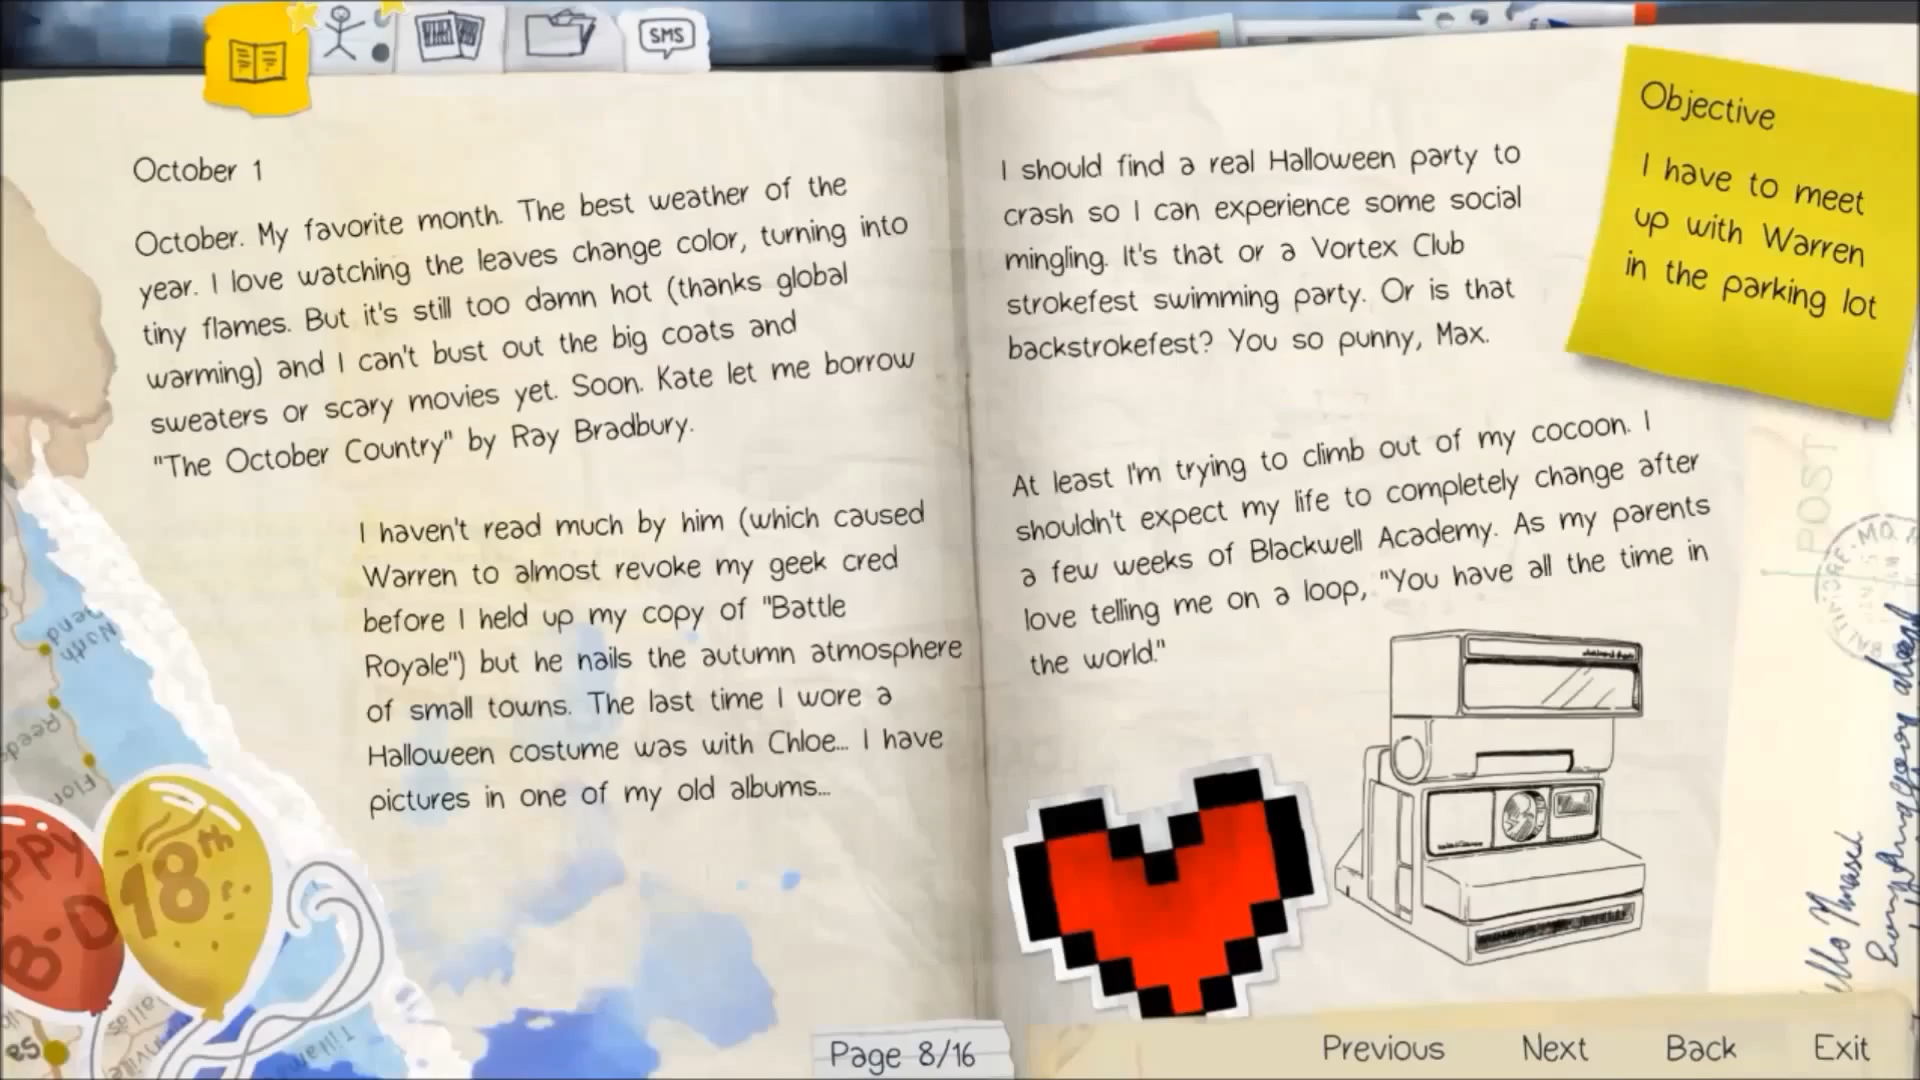 SMS
October 1
October. My favorite month. The best weather of the
year. I love watching the leaves change color, turning into
tiny flames. But it's still too damn hot (thanks global
warming) and I can't bust out the big coats and
sweaters or scary movies yet. Soon. Kate let me borrow
"The October Country" by Ray Bradbury.
I haven't read much by him (which caused
Warren to almost revoke my geek cred
before I held up my copy of "Battle
Royale") but he nails the autumn atmosphere
of small towns. The last time I wore a
Halloween costume was with Chloe... I have
pictures in one of my old albums...
I should find a real Halloween party to
crash so I can experience some social
mingling. It's that or a Vortex Club
strokefest swimming party. Or is that
backstrokefest? You so punny, Max.
At least I'm trying to climb out of my cocoon. I
shouldn't expect my life to completely change after
a few weeks of Blackwell Academy. As my parents
love telling me on a loop, "You have all the time in
the world."
Objective
I have to meet
up with Warren
in the parking lot
POST
North
Bend
PPY
B-D
18th
Page 8/16
Previous
Next
Back
Exit